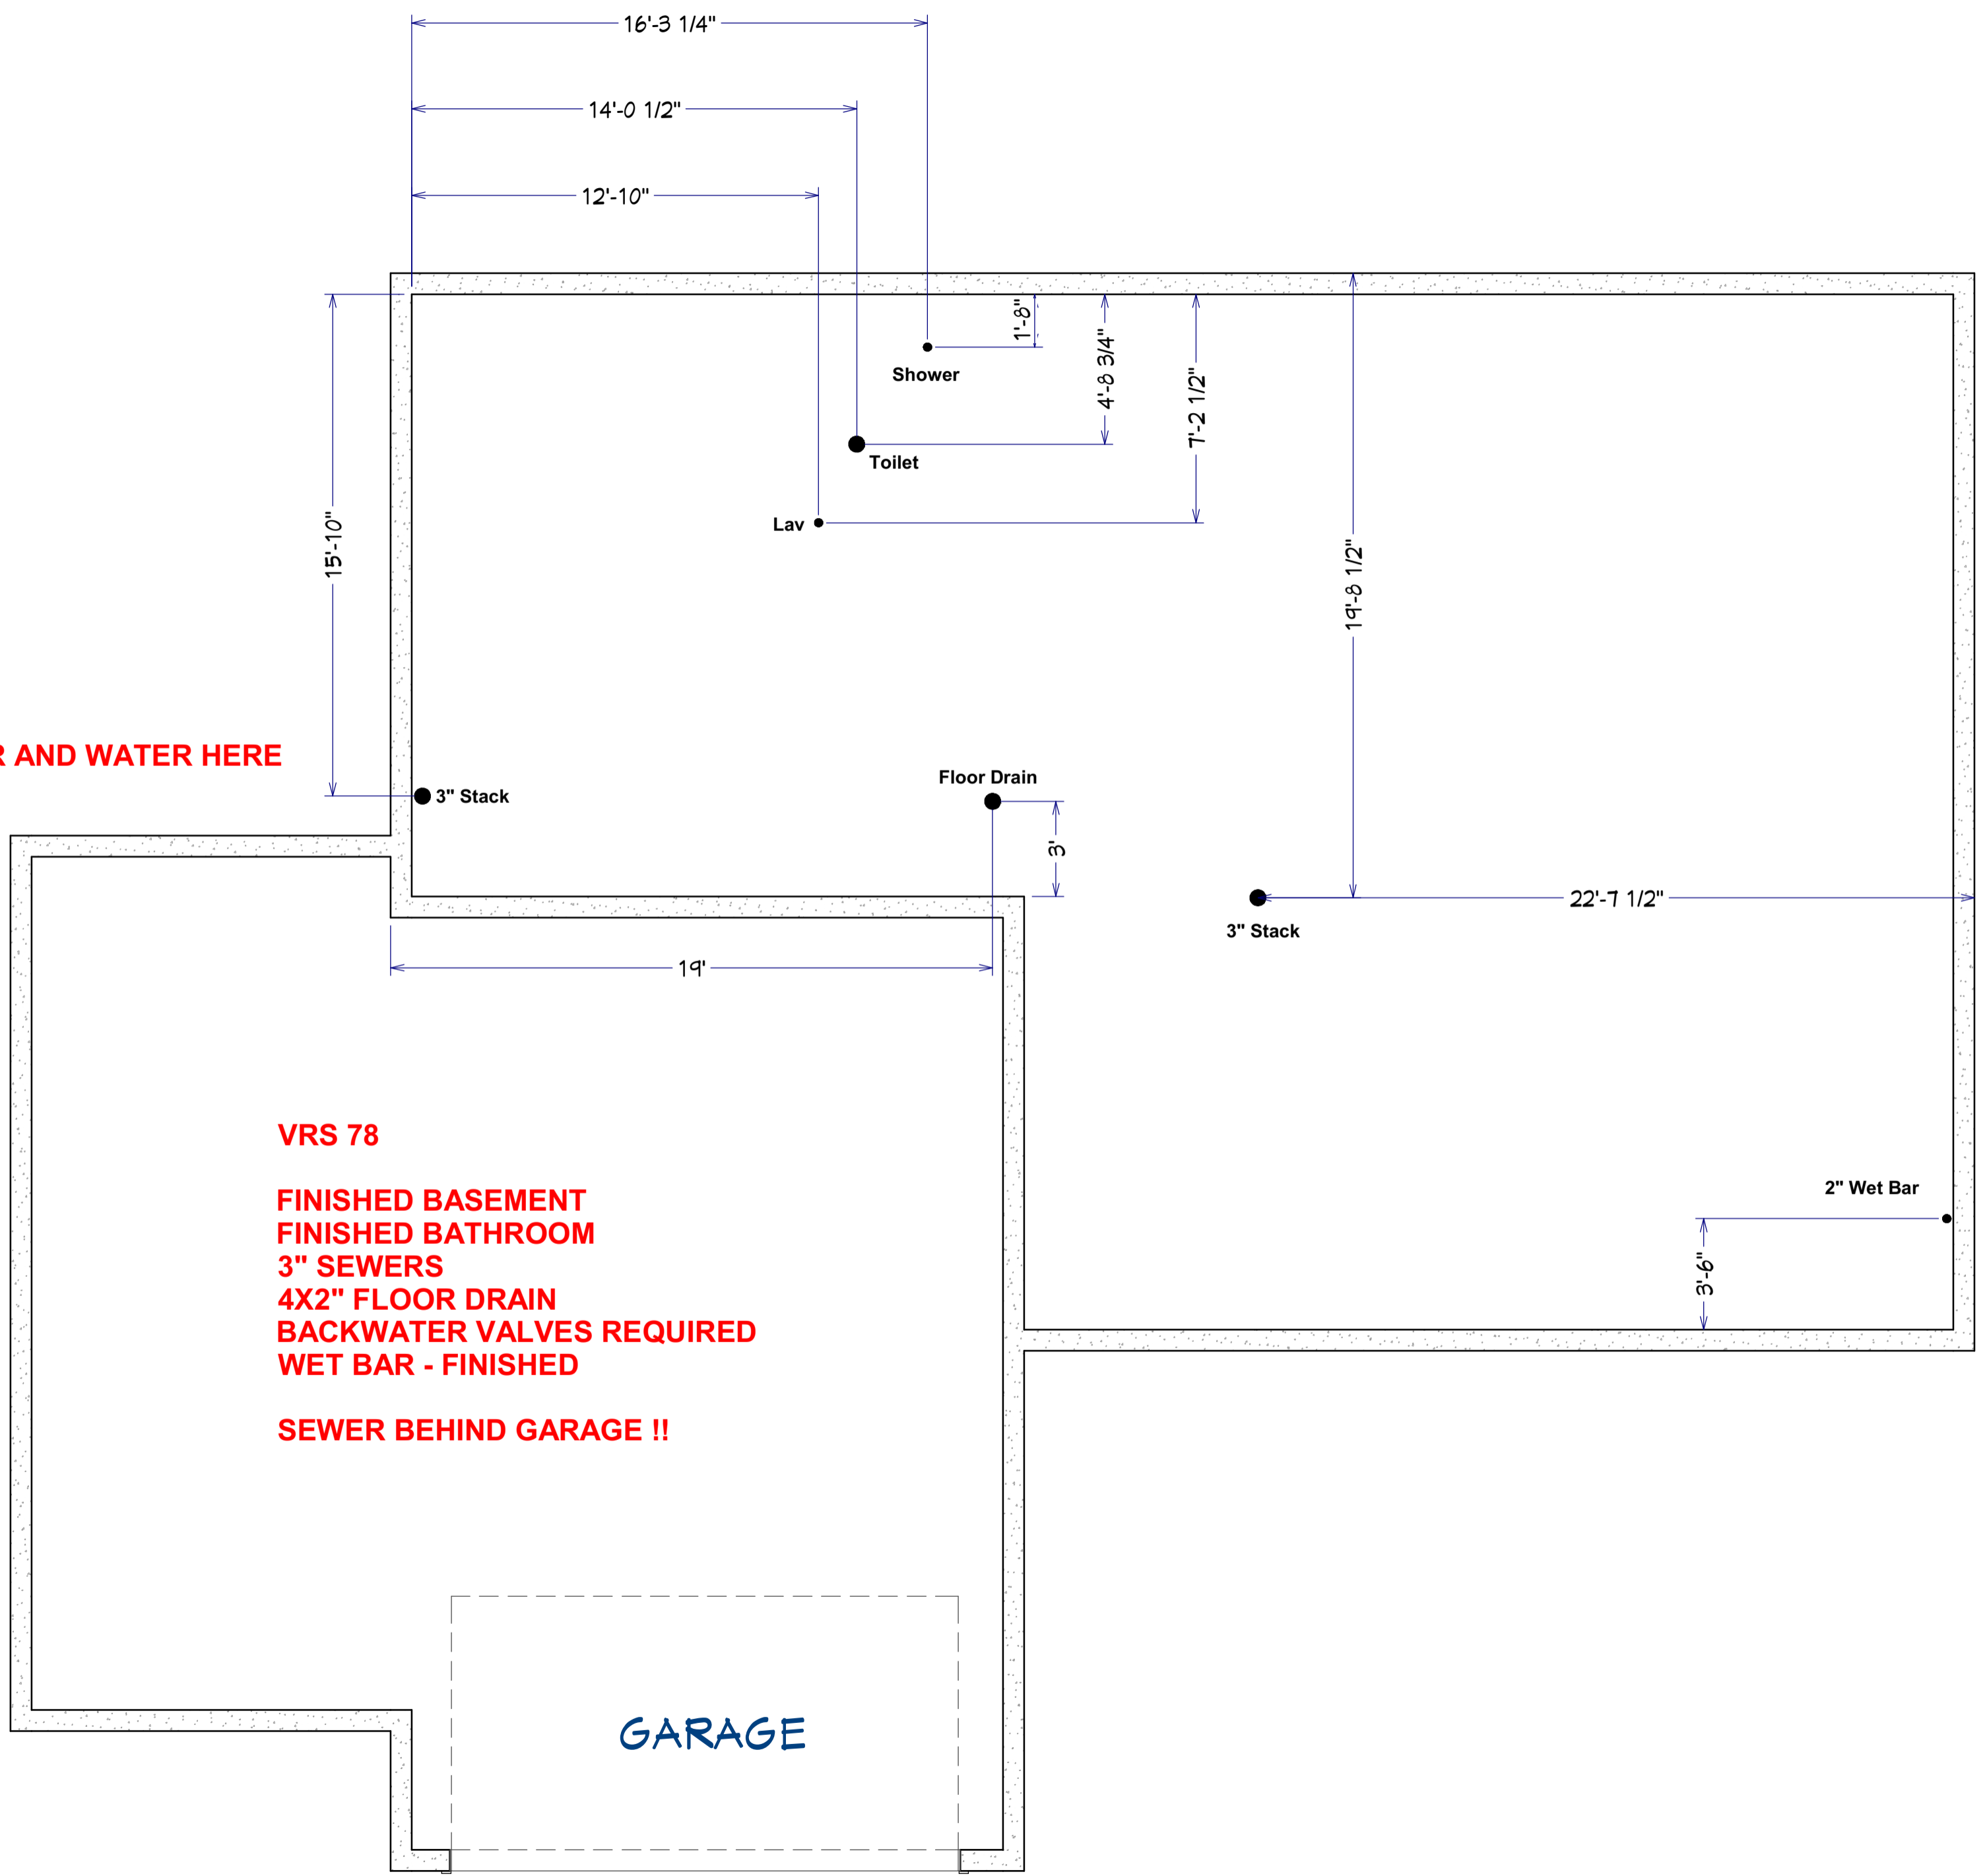 16'-3 1/4"
14'-0 1/2"
12'-10"
1'-8"
Shower
4'-8 3/4"
7'-2 1/2"
Toilet
Lav
15'-10"
19'-8 1/2"
AND WATER HERE
3" Stack
Floor Drain
3'
22'-7 1/2"
3" Stack
19'
VRS 78
FINISHED BASEMENT
FINISHED BATHROOM
3" SEWERS
4X2" FLOOR DRAIN
BACKWATER VALVES REQUIRED
WET BAR - FINISHED
SEWER BEHIND GARAGE !!
2" Wet Bar
3'-6"
GARAGE